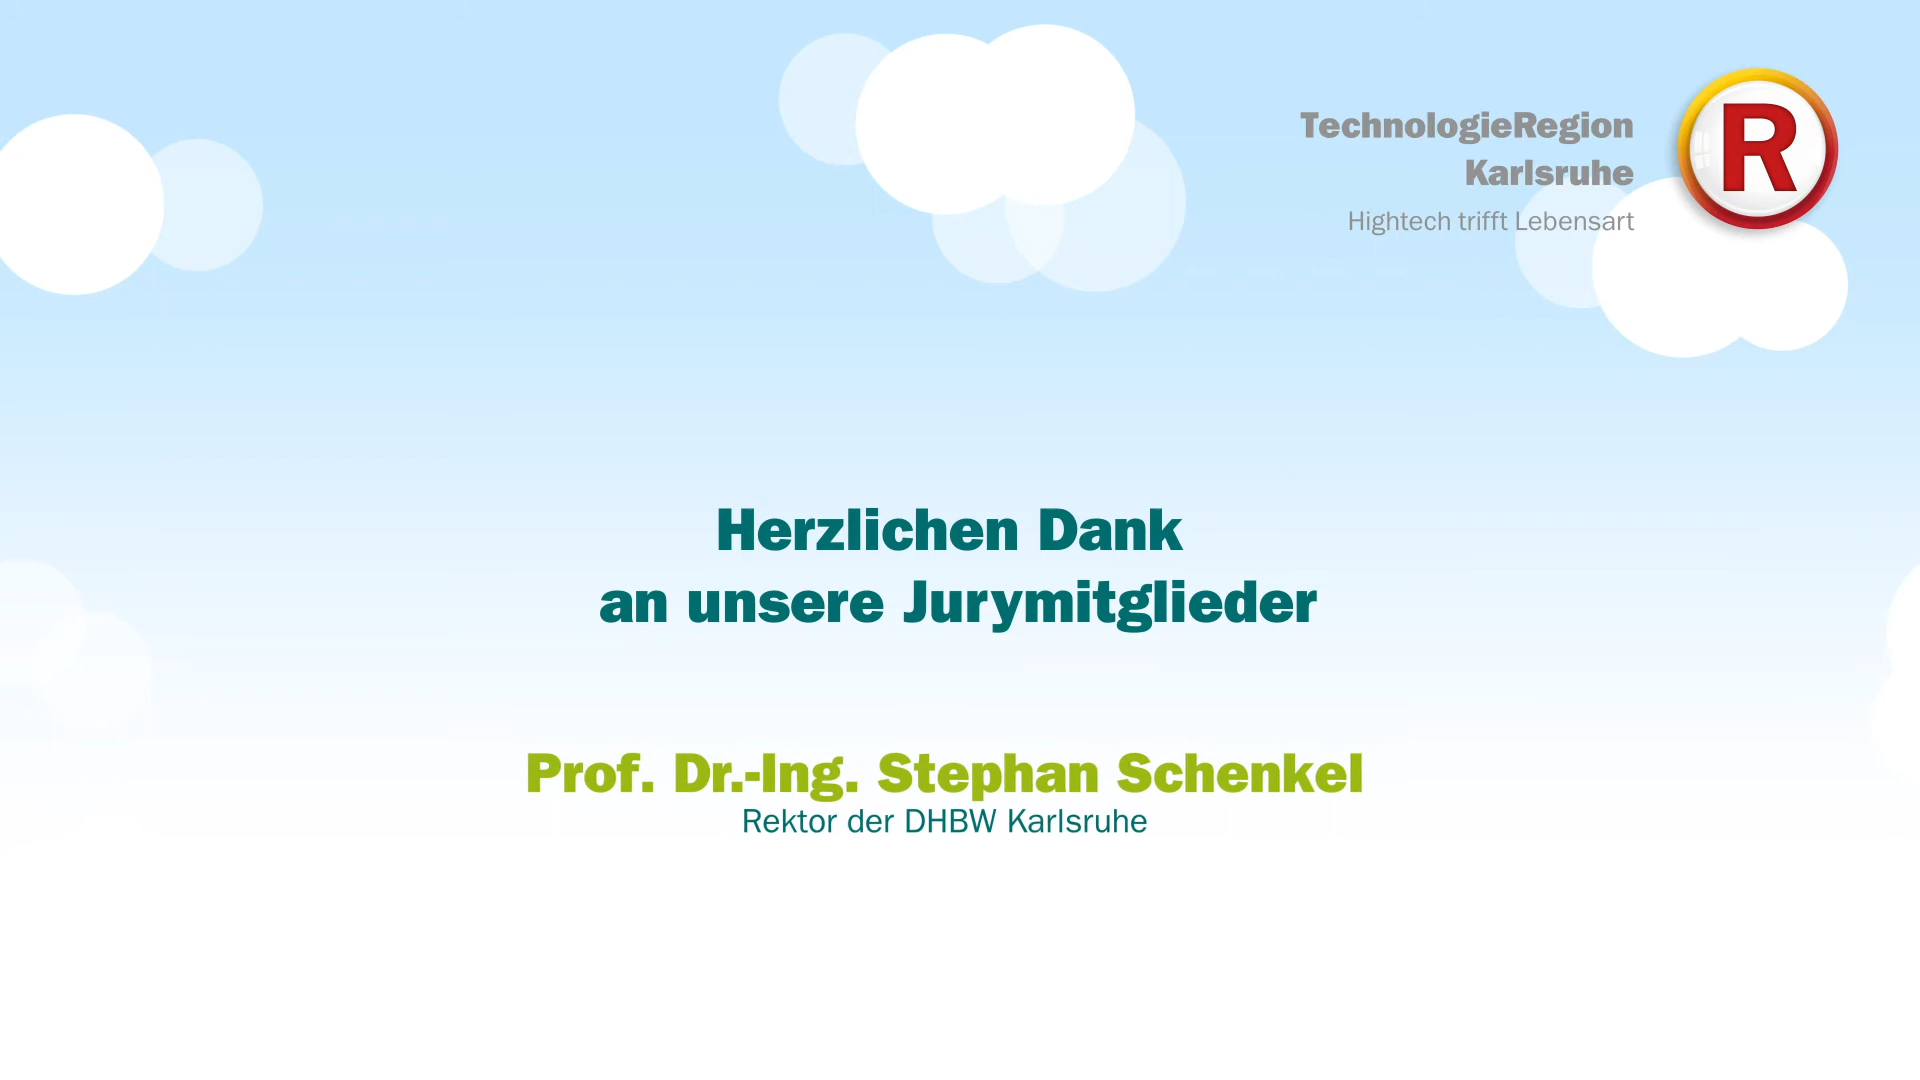 TechnologieRegion
Karlsruhe
Hightech trifft Lebensart
R
Herzlichen Dank
an unsere Jurymitglieder
Prof. Dr.-Ing. Stephan Schenkel
Rektor der DHBW Karlsruhe